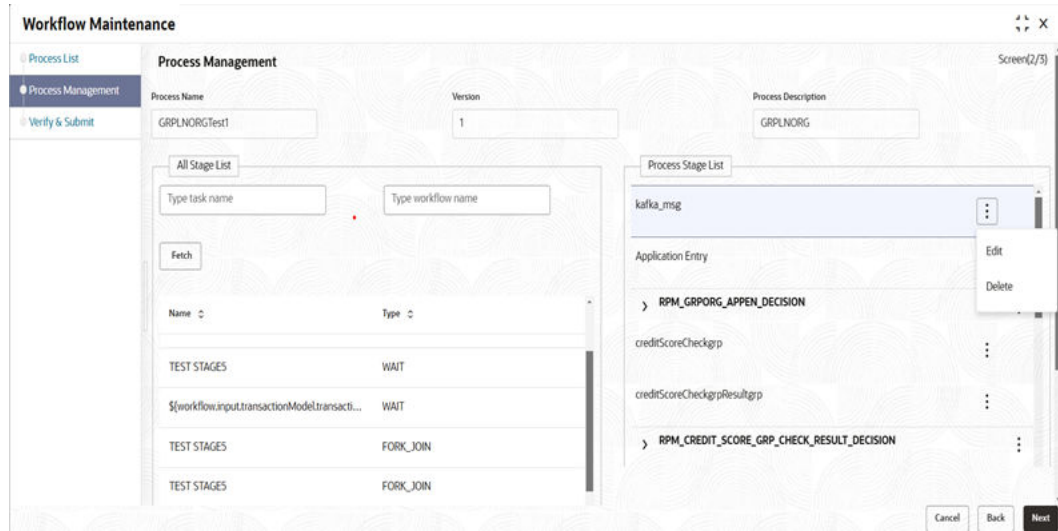 Workflow Maintenance
Process List
Process Management
Verify & Submit
Process Management
Screen(2/3)
Process Name
Version
Process Description
GRPLNORGTest1
1
GRPLNORG
All Stage List
Type task name
Type workflow name
Fetch
Name
Type
TEST STAGE5
WAIT
${workflow.input.transactionModel.transacti...
WAIT
TEST STAGE5
FORK_JOIN
TEST STAGE5
FORK_JOIN
Process Stage List
kafka_msg
Edit
Delete
Application Entry
RPM_GRPORG_APPEN_DECISION
creditScoreCheckgrp
creditScoreCheckgrpResultgrp
RPM_CREDIT_SCORE_GRP_CHECK_RESULT_DECISION
Cancel
Back
Next